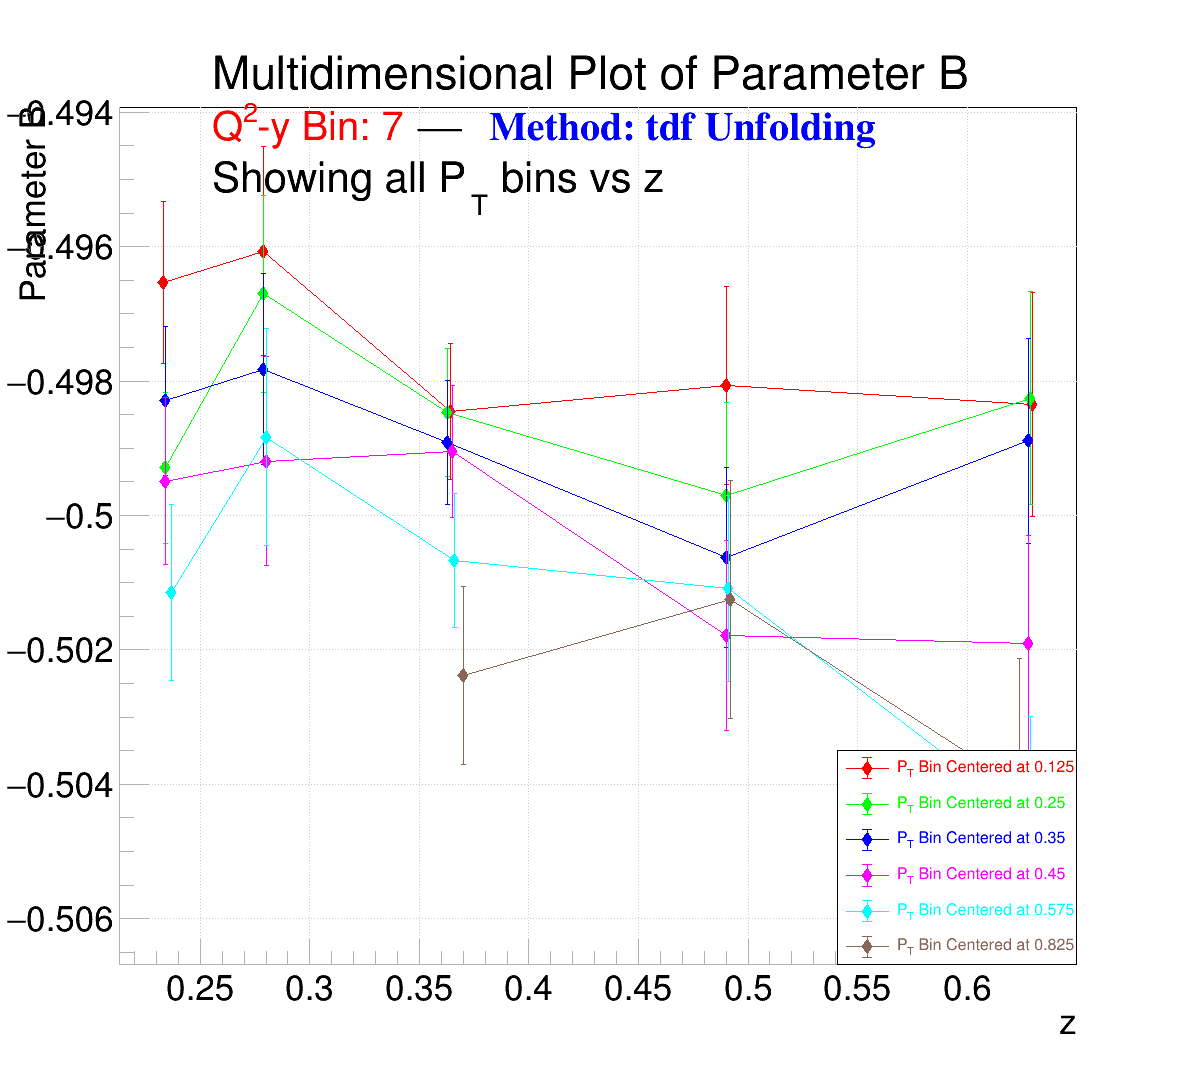 Multidimensional Plot of Parameter B
Q2-y Bin: 7 — Method: tdf Unfolding
Showing all PT bins vs z
Parameter B
−0.494
−0.496
−0.498
−0.5
−0.502
−0.504
−0.506
PT Bin Centered at 0.125
PT Bin Centered at 0.25
PT Bin Centered at 0.35
PT Bin Centered at 0.45
PT Bin Centered at 0.575
PT Bin Centered at 0.825
0.25 0.3 0.35 0.4 0.45 0.5 0.55 0.6
z